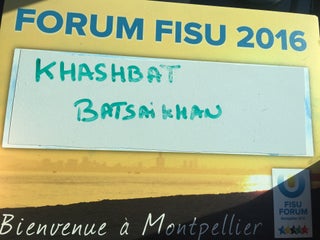 FORUM FISU 2016
KHASHBAT
BATSAIKHAN
FISU
FORUM
Bienvenue à Montpellier